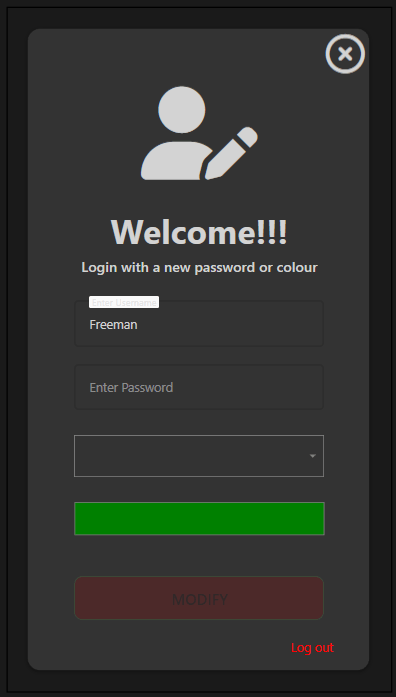 Welcome!!!
Login with a new password or colour
Enter Username
Freeman
Enter Password
MODIFY
Log out